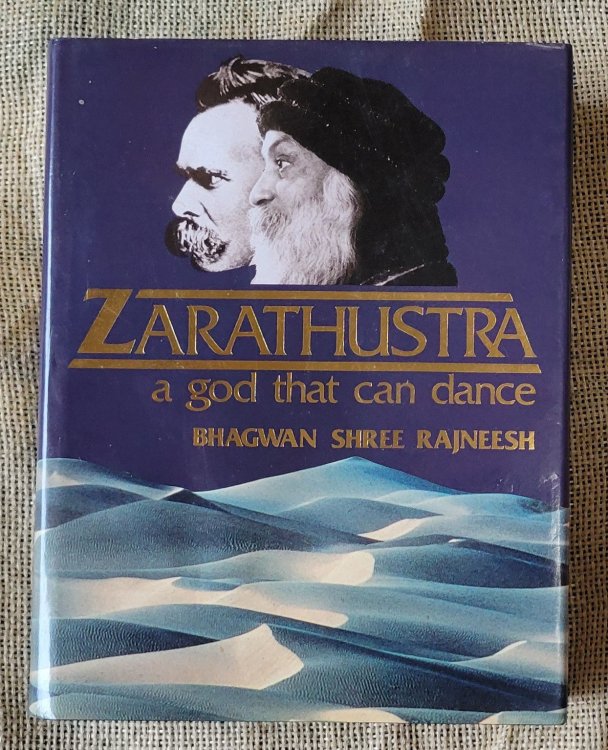 ZARATHUSTRA
a god that can dance
BHAGWAN SHREE RAJNEESH